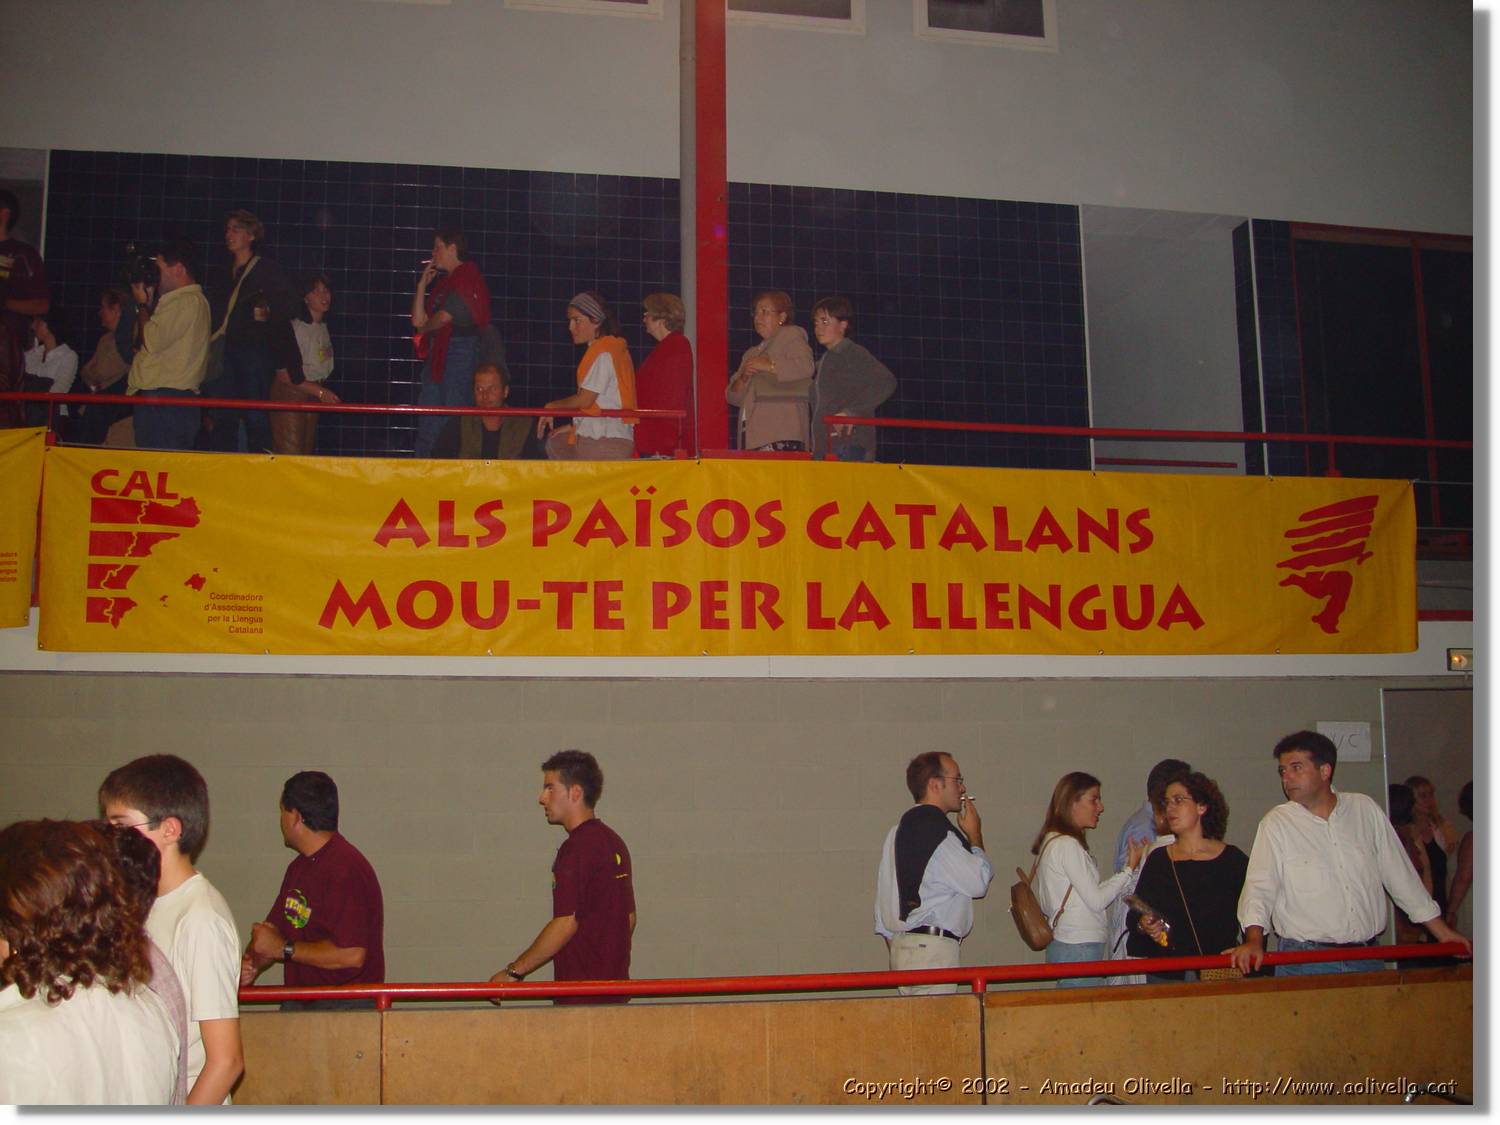 CAL
ALS PAÏSOS CATALANS
MOU-TE PER LA LLENGUA
Coordinadora
d'Associacions
per la Llengua
Catalana
W C
Copyright© 2002 - Amadeu Olivella - http://www.aolivella.cat